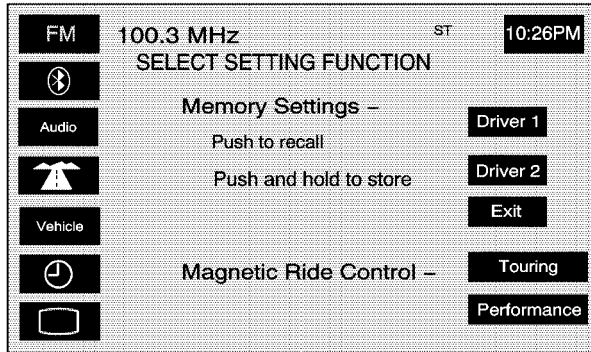 FM 100.3 MHz ST 10:26PM
SELECT SETTING FUNCTION
Audio
Memory Settings –
Driver 1
Push to recall
Push and hold to store
Driver 2
Exit
Vehicle
Magnetic Ride Control –
Touring
Performance